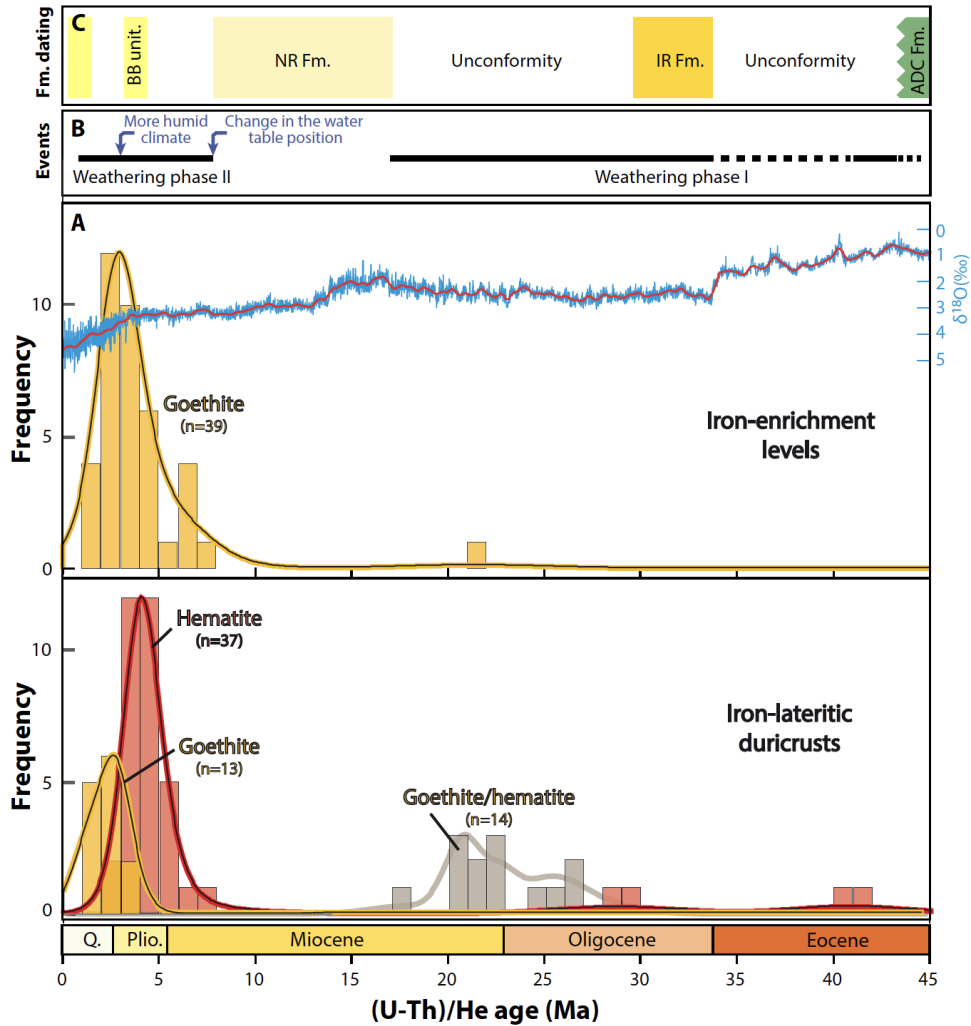 C
Fm. dating
BB unit.
NR Fm.
Unconformity
IR Fm.
Unconformity
ADC Fm.
B
Events
More humid
climate
Change in the water
table position
Weathering phase II
Weathering phase I
A
Frequency
10
5
0
0
1
2
3
4
5
δ18O(‰)
Goethite
(n=39)
Iron-enrichment
levels
Frequency
10
5
0
Hematite
(n=37)
Goethite
(n=13)
Goethite/hematite
(n=14)
Iron-lateritic
duricrusts
Q.
Plio.
Miocene
Oligocene
Eocene
0
5
10
15
20
25
30
35
40
45
(U-Th)/He age (Ma)